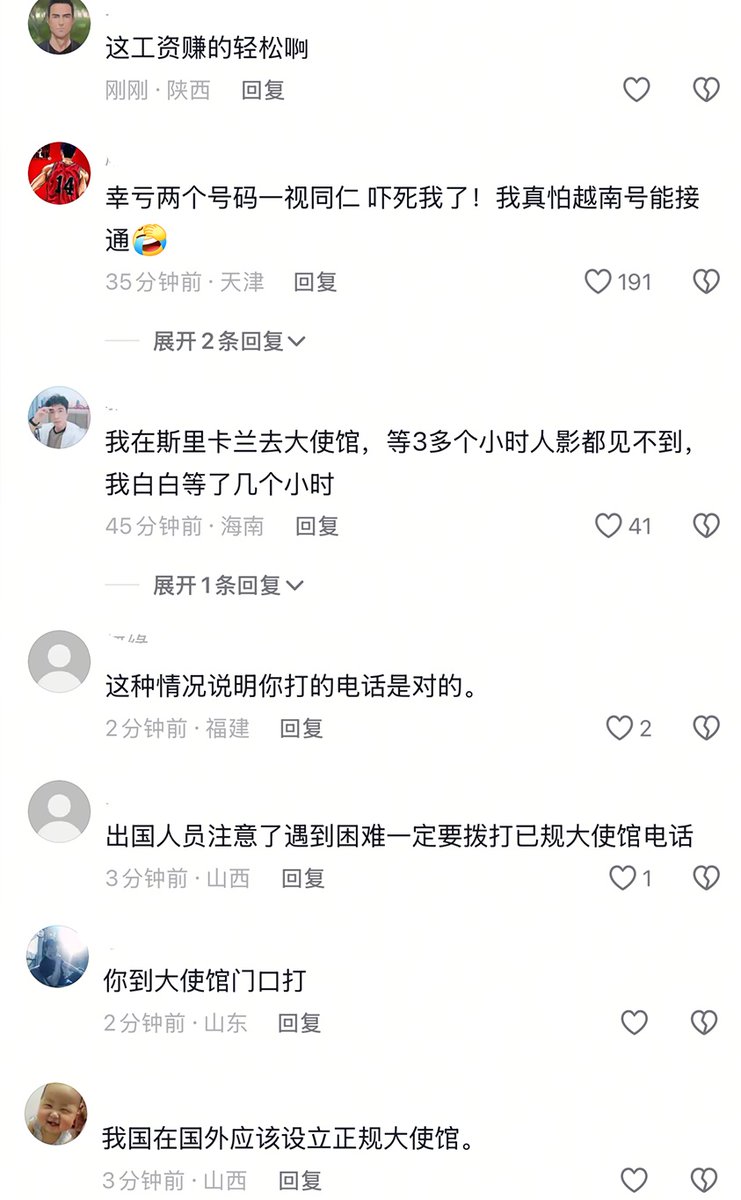 这工资赚的轻松啊
刚刚 · 陕西 回复
14
幸亏两个号码一视同仁 吓死我了！我真怕越南号能接
通🤣
35分钟前 · 天津 回复 191
展开2条回复
我在斯里卡兰去大使馆，等3多个小时人影都见不到，
我白白等了几个小时
45分钟前 · 海南 回复 41
展开1条回复
这种情况说明你打的电话是对的。
2分钟前 · 福建 回复 2
出国人员注意了遇到困难一定要拨打已规大使馆电话
3分钟前 · 山西 回复 1
你到大使馆门口打
2分钟前 · 山东 回复
我国在国外应该设立正规大使馆。
3分钟前 · 山西 回复